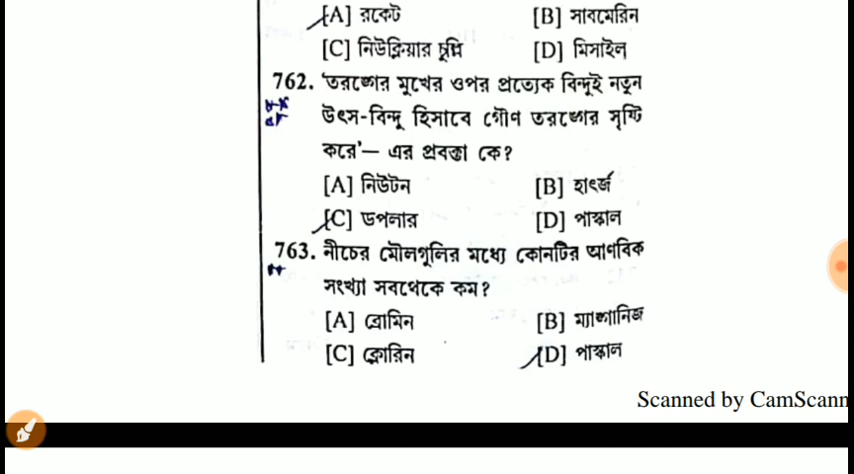 [A] রকেট [B] সাবমেরিন
[C] নিউক্লিয়ার চুল্লি [D] মিসাইল
762. 'তরঙ্গের মুখের ওপর প্রত্যেক বিন্দুই নতুন
উৎস-বিন্দু হিসাবে গৌণ তরঙ্গের সৃষ্টি
করে'— এর প্রবক্তা কে?
[A] নিউটন [B] হাৎর্জ
[C] ডপলার [D] পাস্কাল
763. নীচের মৌলগুলির মধ্যে কোনটির আণবিক
সংখ্যা সবথেকে কম?
[A] ব্রোমিন [B] ম্যাঙ্গানিজ
[C] ক্লোরিন [D] পাস্কাল
Scanned by CamScann